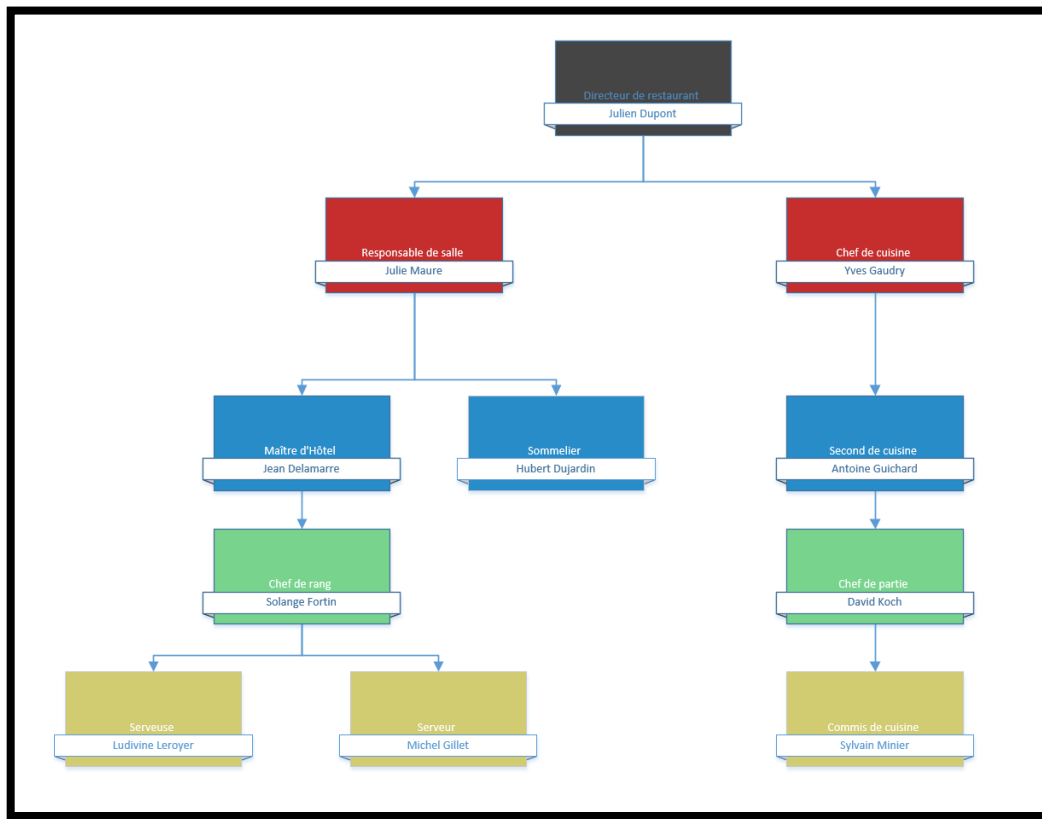 Directeur de restaurant
Julien Dupont
Responsable de salle
Julie Maure
Chef de cuisine
Yves Gaudry
Maître d'Hôtel
Jean Delamarre
Sommelier
Hubert Dujardin
Second de cuisine
Antoine Guichard
Chef de rang
Solange Fortin
Chef de partie
David Koch
Serveuse
Ludivine Leroyer
Serveur
Michel Gillet
Commis de cuisine
Sylvain Minier